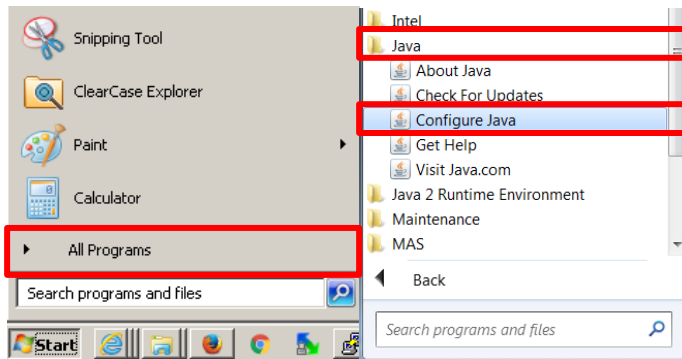 Snipping Tool
ClearCase Explorer
Paint
Calculator
All Programs
Search programs and files
Start
Intel
Java
About Java
Check For Updates
Configure Java
Get Help
Visit Java.com
Java 2 Runtime Environment
Maintenance
MAS
Back
Search programs and files